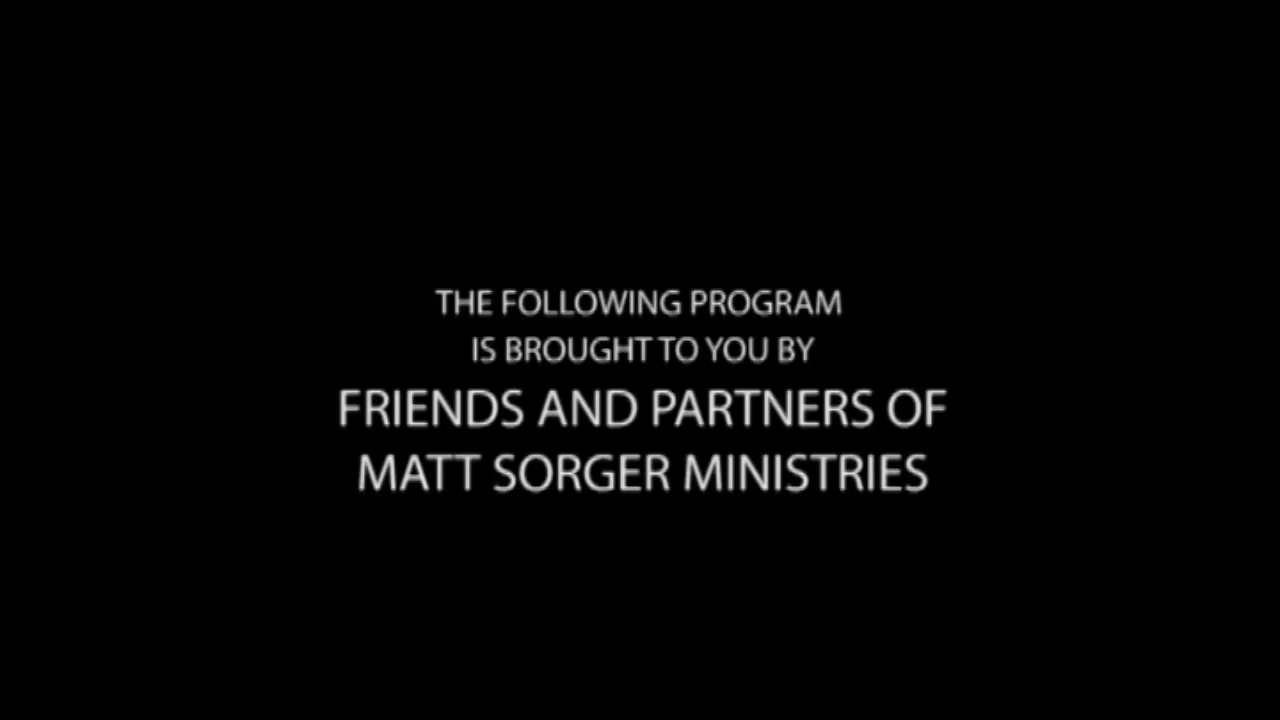 THE FOLLOWING PROGRAM
IS BROUGHT TO YOU BY
FRIENDS AND PARTNERS OF
MATT SORGER MINISTRIES